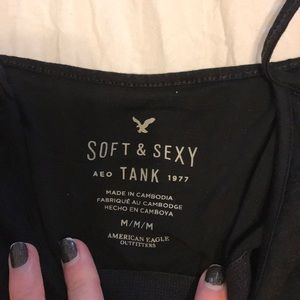 SOFT & SEXY
AEO TANK 1977
MADE IN CAMBODIA
FABRIQUÉ AU CAMBODGE
HECHO EN CAMBOYA
M/M/M
AMERICAN EAGLE
OUTFITTERS